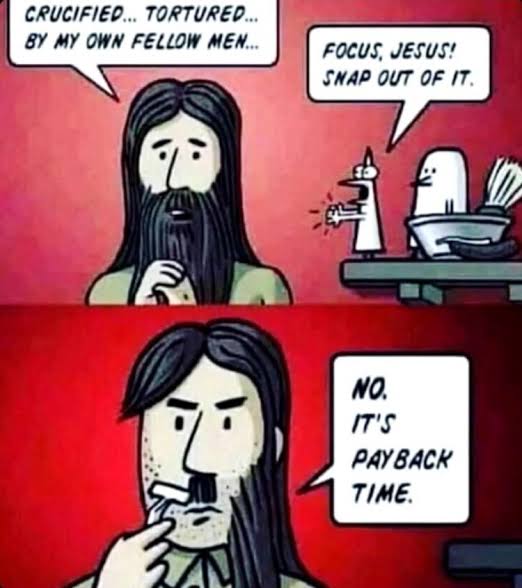 CRUCIFIED... TORTURED...
BY MY OWN FELLOW MEN...
FOCUS, JESUS!
SNAP OUT OF IT.
NO.
IT'S
PAYBACK
TIME.